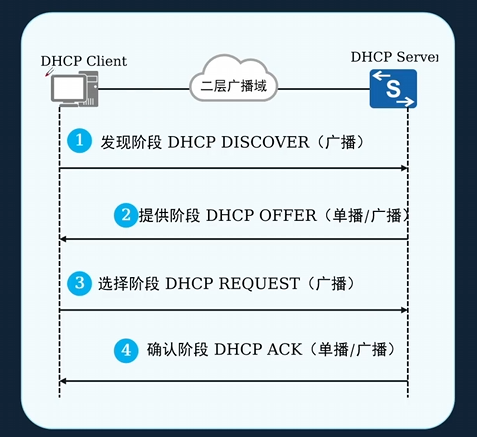 DHCP Client
DHCP Server
二层广播域
S
1 发现阶段 DHCP DISCOVER（广播）
2 提供阶段 DHCP OFFER（单播/广播）
3 选择阶段 DHCP REQUEST（广播）
4 确认阶段 DHCP ACK（单播/广播）